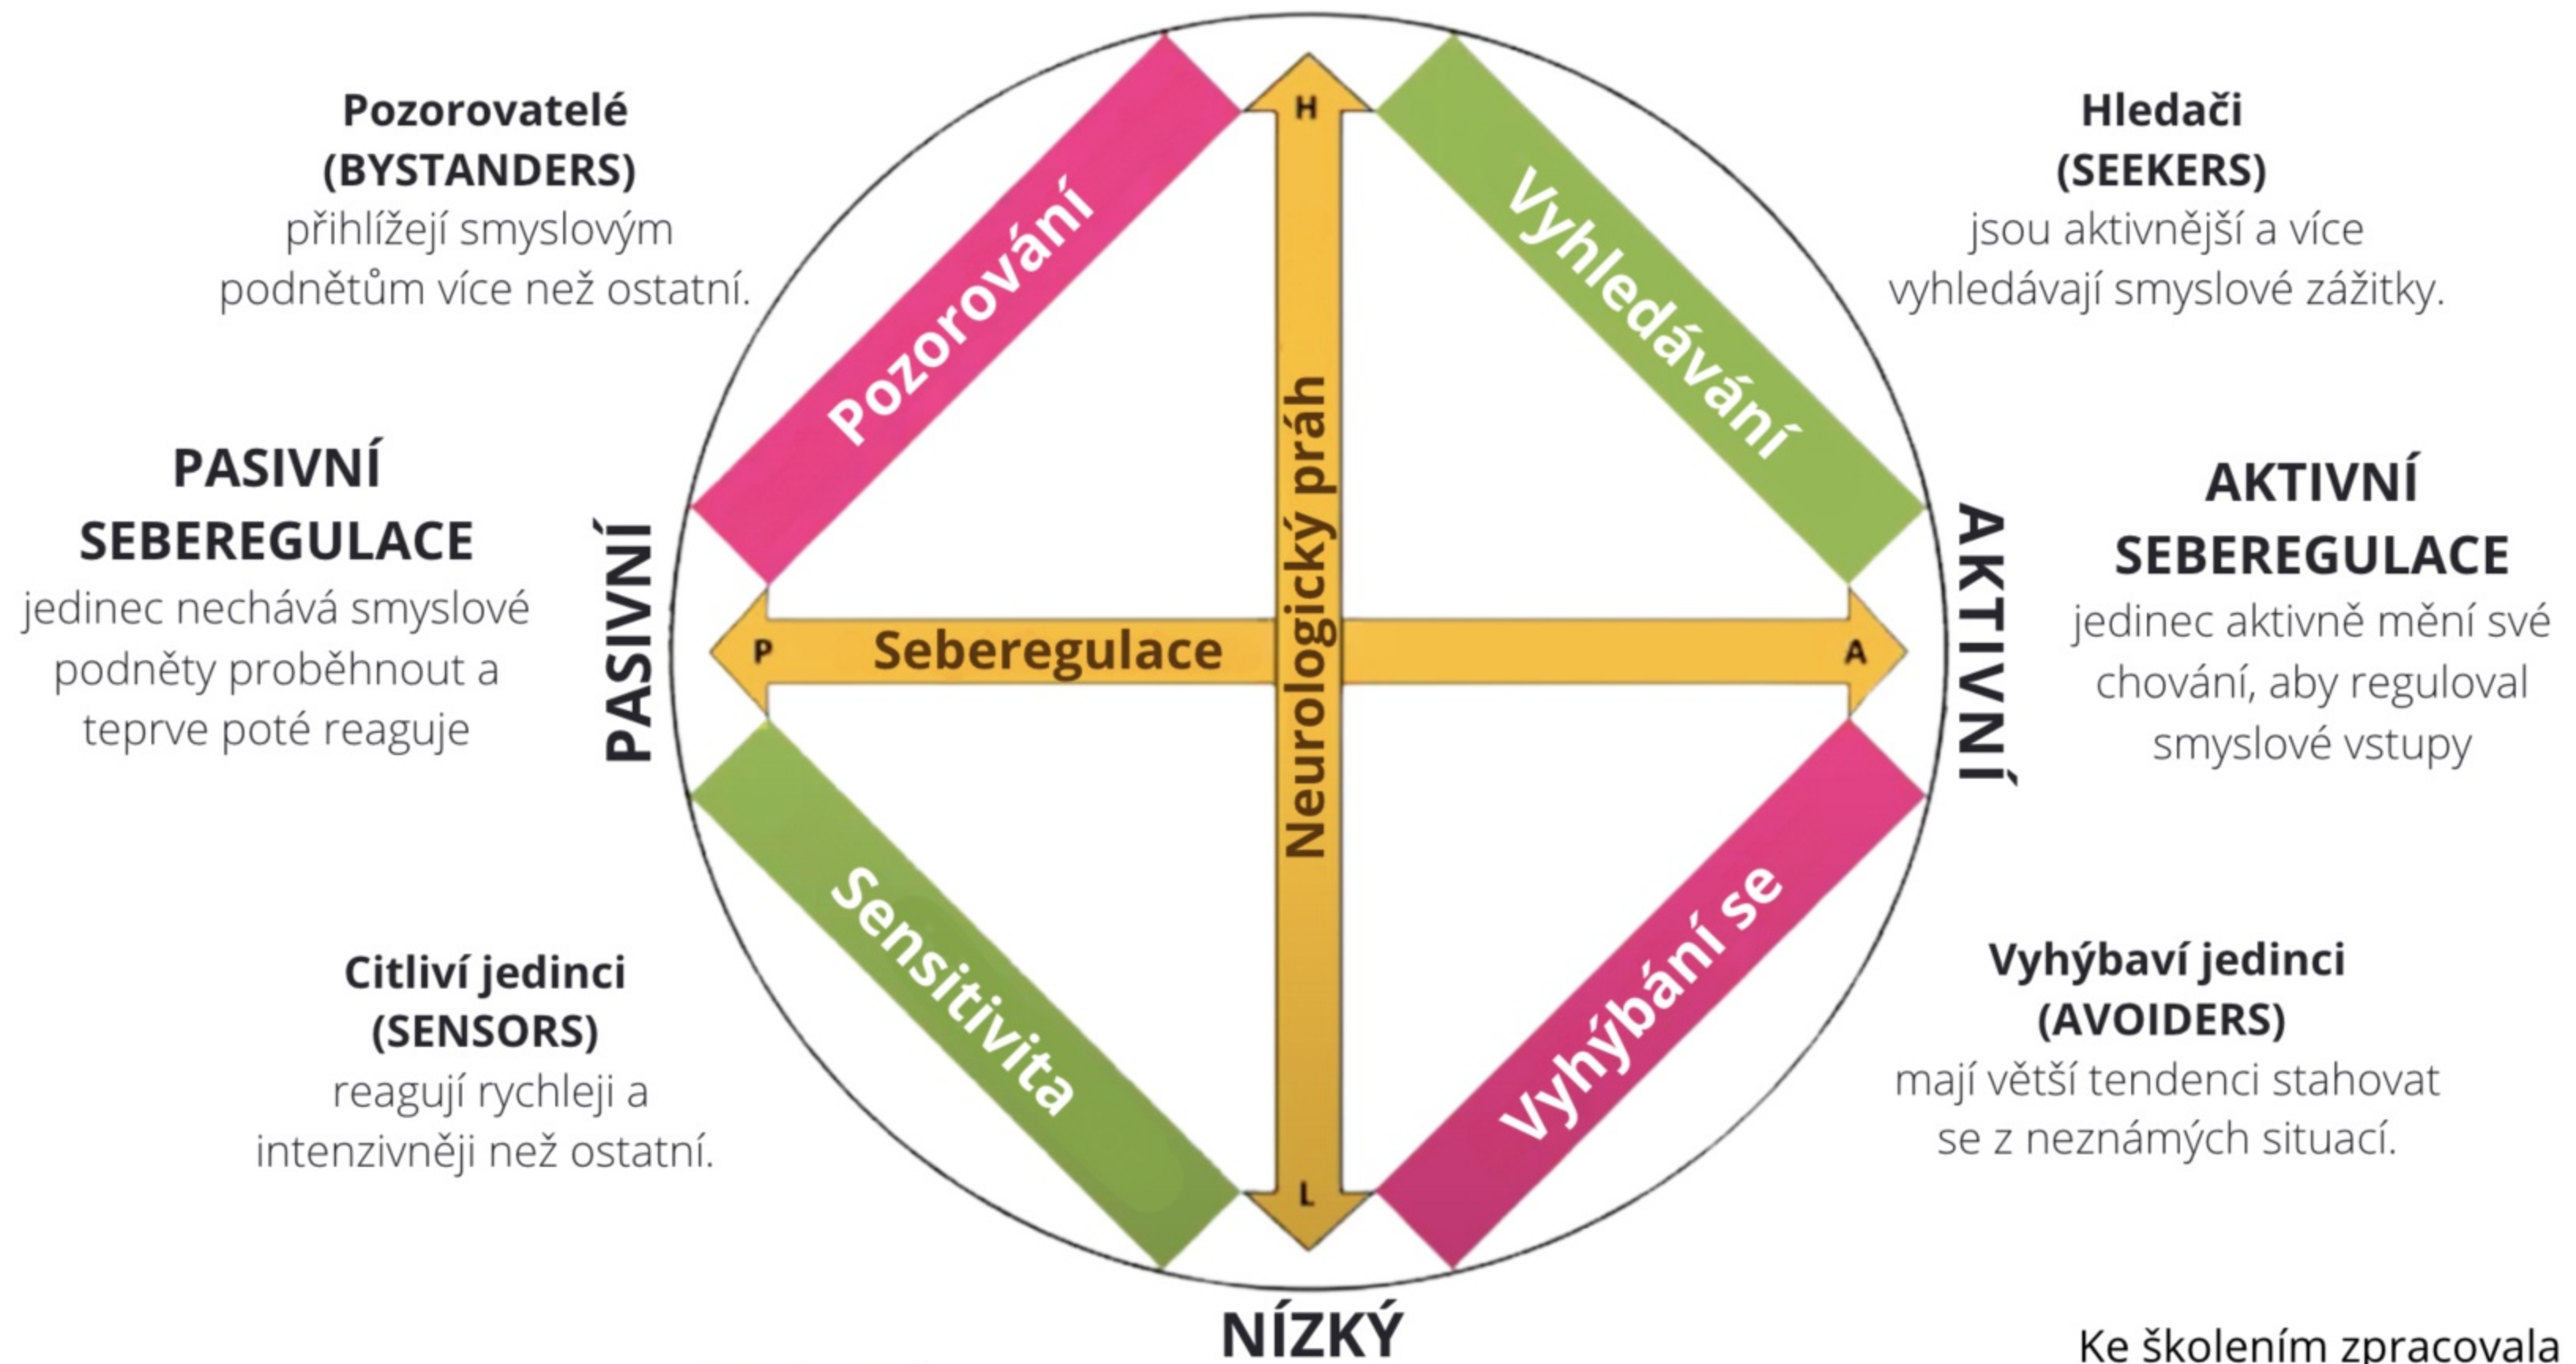 Pozorovatelé
(BYSTANDERS)
přihlížejí smyslovým
podnětům více než ostatní.
Hledači
(SEEKERS)
jsou aktivnější a více
vyhledávají smyslové zážitky.
H
Pozorování
Vyhledávání
PASIVNÍ
SEBEREGULACE
jedinec nechává smyslové
podněty proběhnout a
teprve poté reaguje
PASIVNÍ
P
Seberegulace
Neurologický práh
A
AKTIVNÍ
AKTIVNÍ
SEBEREGULACE
jedinec aktivně mění své
chování, aby reguloval
smyslové vstupy
Sensitivita
Vyhýbání se
L
Citliví jedinci
(SENSORS)
reagují rychleji a
intenzivněji než ostatní.
Vyhýbaví jedinci
(AVOIDERS)
mají větší tendenci stahovat
se z neznámých situací.
NÍZKÝ
Ke školením zpracovala